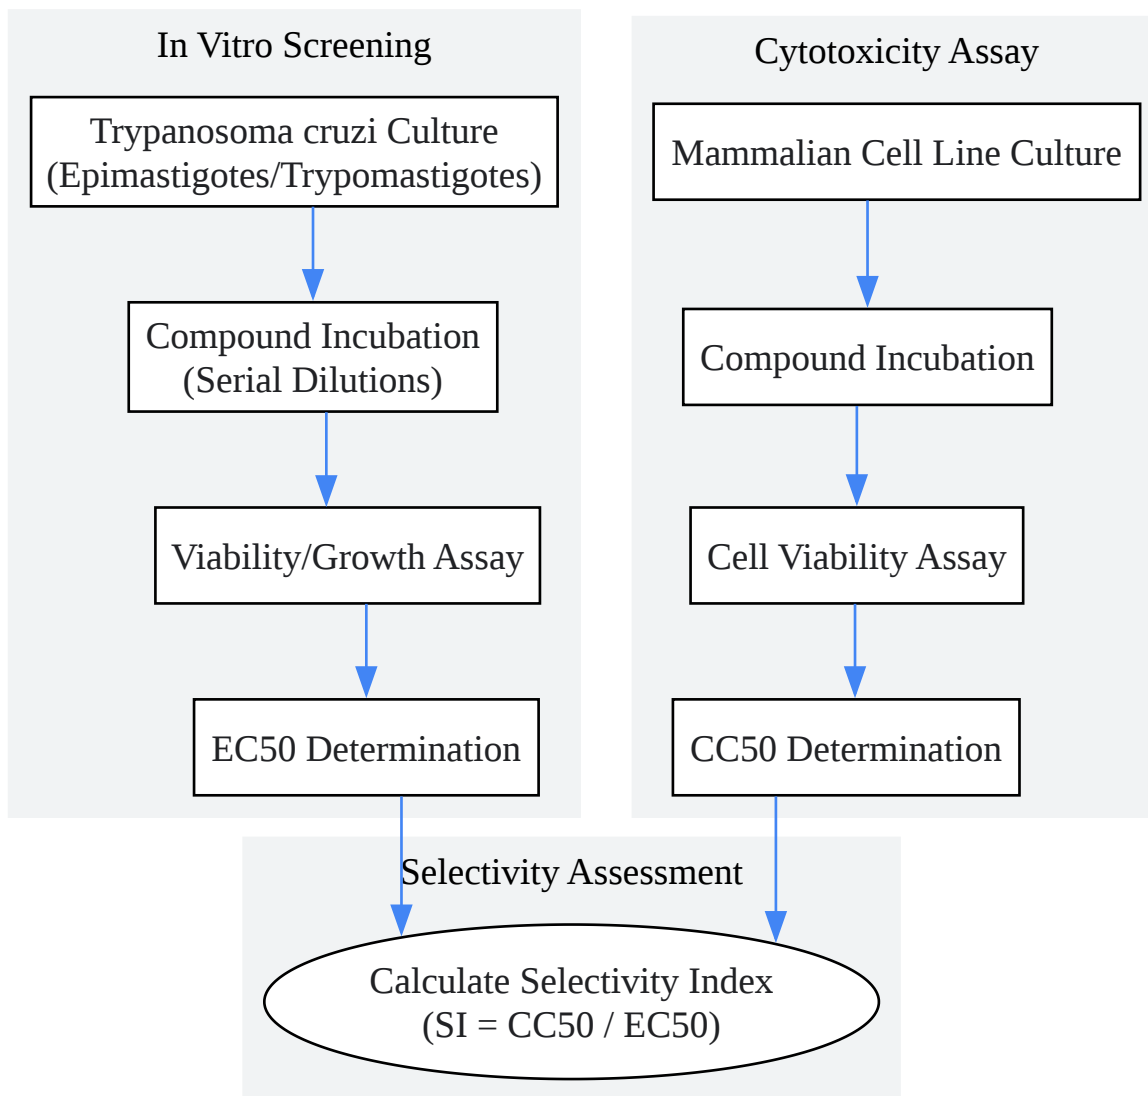 In Vitro Screening
Trypanosoma cruzi Culture
(Epimastigotes/Trypomastigotes)
Compound Incubation
(Serial Dilutions)
Viability/Growth Assay
EC50 Determination
Cytotoxicity Assay
Mammalian Cell Line Culture
Compound Incubation
Cell Viability Assay
CC50 Determination
Selectivity Assessment
Calculate Selectivity Index
(SI = CC50 / EC50)